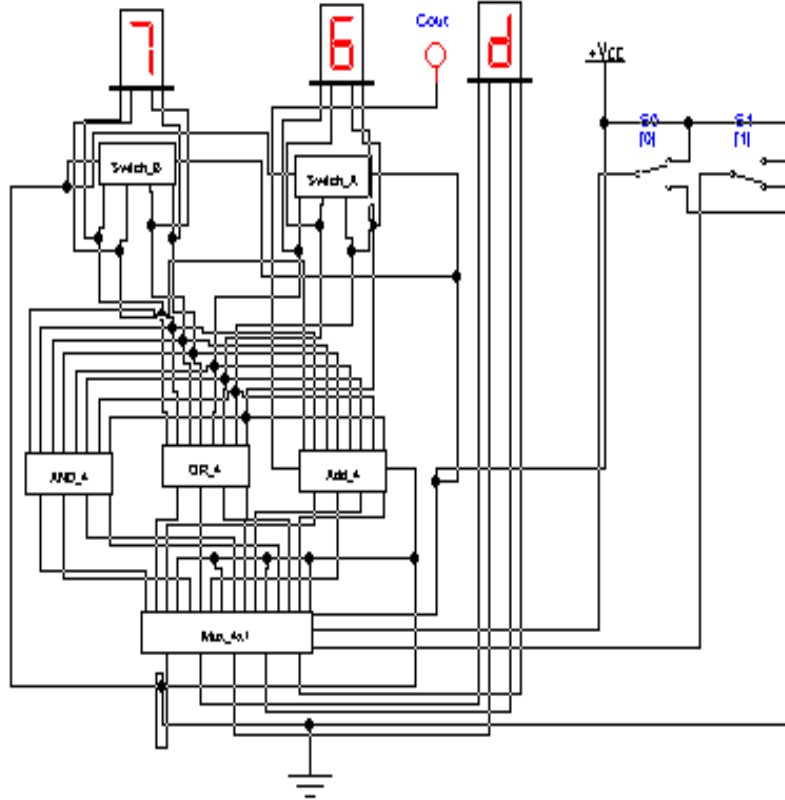 7
6
Cout
d
+Vcc
S0
S1
[0]
[1]
Switch_B
Switch_A
AND_4
OR_4
Add_4
Mux_4x1